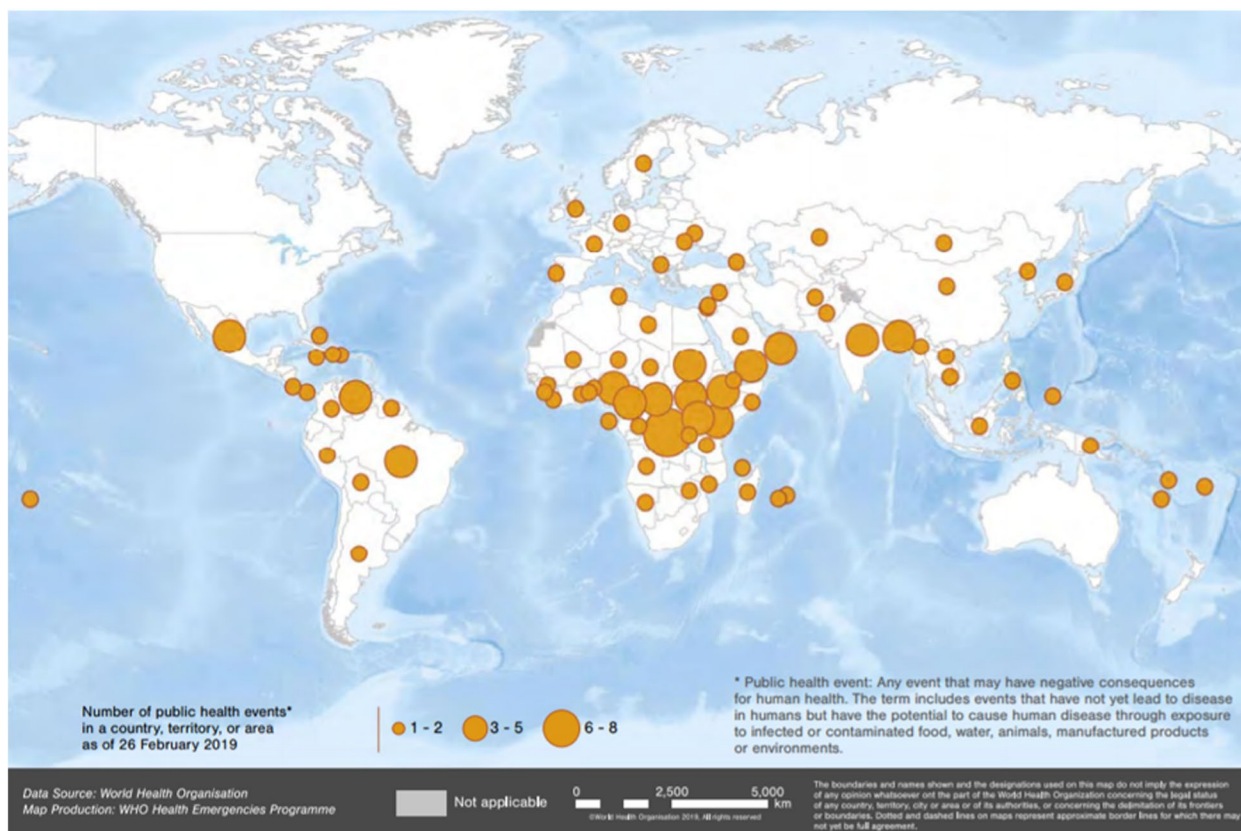 * Public health event: Any event that may have negative consequences
for human health. The term includes events that have not yet lead to disease
in humans but have the potential to cause human disease through exposure
to infected or contaminated food, water, animals, manufactured products
or environments.
Number of public health events*
in a country, territory, or area
as of 26 February 2019
1 - 2
3 - 5
6 - 8
Data Source: World Health Organisation
Map Production: WHO Health Emergencies Programme
Not applicable
0 2,500 5,000
km
©World Health Organisation 2019, All rights reserved
The boundaries and names shown and the designations used on this map do not imply the expression
of any opinion whatsoever ont the part of the World Health Organization concerning the legal status
of any country, territory, city or area or of its authorities, or concerning the delimitation of its frontiers
or boundaries. Dotted and dashed lines on maps represent approximate border lines for which there may
not yet be full agreement.